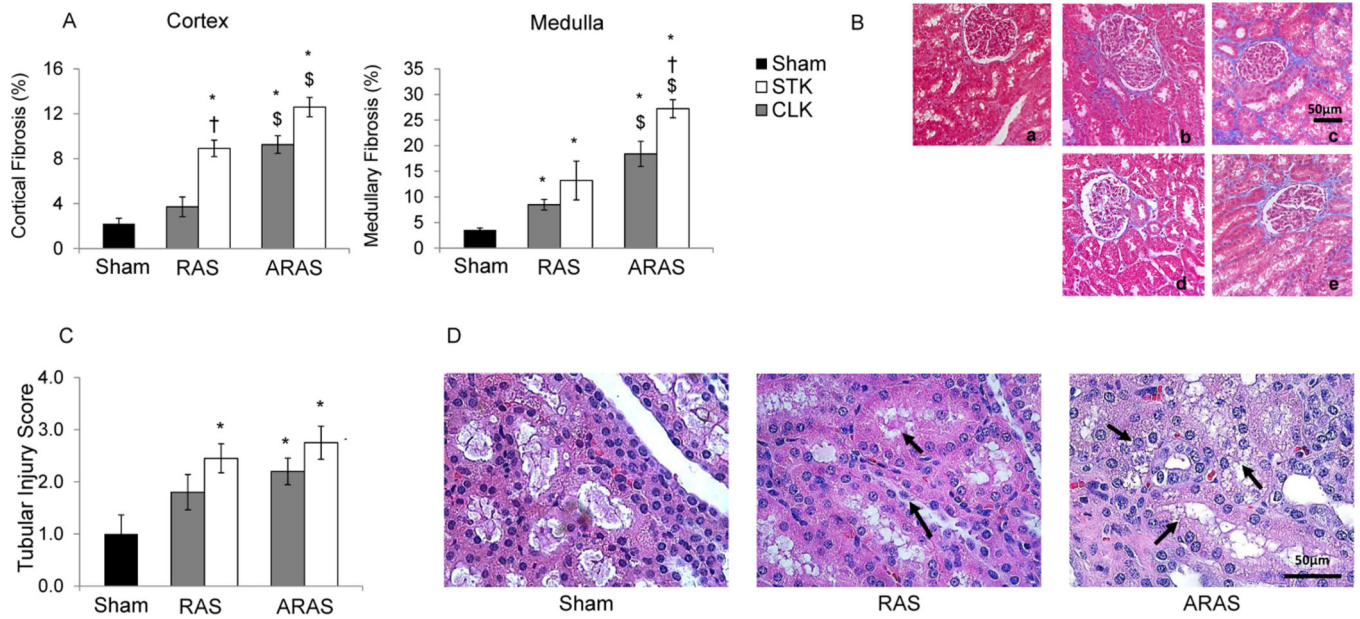 A
Cortex
Medulla
B
Cortical Fibrosis (%)
16
12
8
4
0
*
†
*
$
*
$
Sham
RAS
ARAS
Medullary Fibrosis (%)
35
30
25
20
15
10
5
0
*
*
*
$
*
†
$
Sham
RAS
ARAS
Sham
STK
CLK
a
b
50μm
c
d
e
C
D
Tubular Injury Score
4.0
3.0
2.0
1.0
0.0
*
*
*
Sham
RAS
ARAS
50μm
Sham
RAS
ARAS